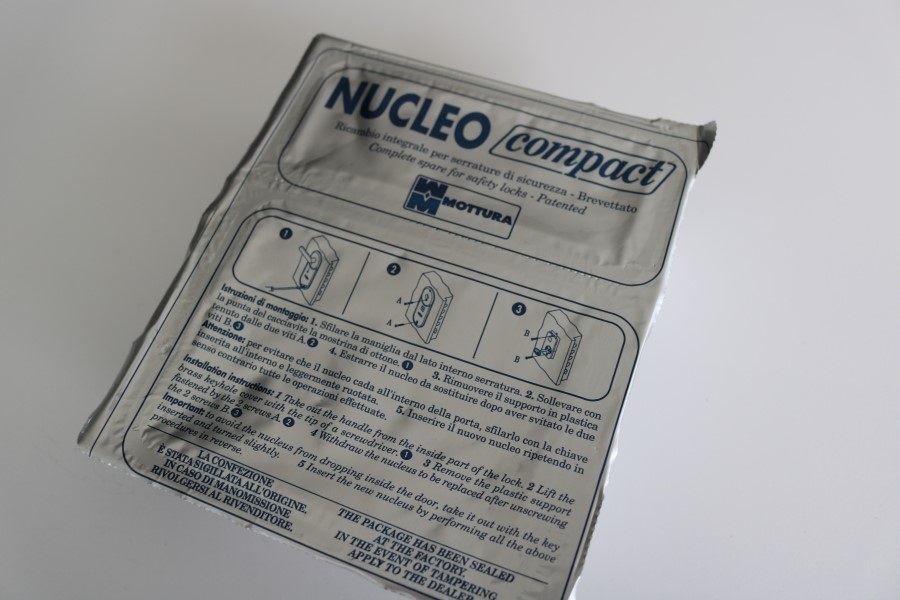 NUCLEO compact
Ricambio integrale per serrature di sicurezza - Brevettato
Complete spare for safety locks - Patented
MOTTURA
1
2
3
A
A
B
B
Istruzioni di montaggio: 1. Sfilare la maniglia dal lato interno serratura. 2. Sollevare con
la punta del cacciavite la mostrina di ottone. 1 3. Rimuovere il supporto in plastica
tenuto dalle due viti A. 2 4. Estrarre il nucleo da sostituire dopo aver svitato le due
viti B. 3
Attenzione: per evitare che il nucleo cada all'interno della porta, sfilarlo con la chiave
inserita all'interno e leggermente ruotata. 5. Inserire il nuovo nucleo ripetendo in
senso contrario tutte le operazioni effettuate.
Installation instructions: 1 Take out the handle from the inside part of the lock. 2 Lift the
brass keyhole cover with the tip of a screwdriver. 1 3 Remove the plastic support
fastened by the 2 screws A. 2 4 Withdraw the nucleus to be replaced after unscrewing
the 2 screws B. 3
Important: to avoid the nucleus from dropping inside the door, take it out with the key
inserted and turned slightly. 5 Insert the new nucleus by performing all the above
procedures in reverse.
LA CONFEZIONE
È STATA SIGILLATA ALL'ORIGINE.
IN CASO DI MANOMISSIONE
RIVOLGERSI AL RIVENDITORE.
THE PACKAGE HAS BEEN SEALED
AT THE FACTORY.
IN THE EVENT OF TAMPERING
APPLY TO THE DEALER